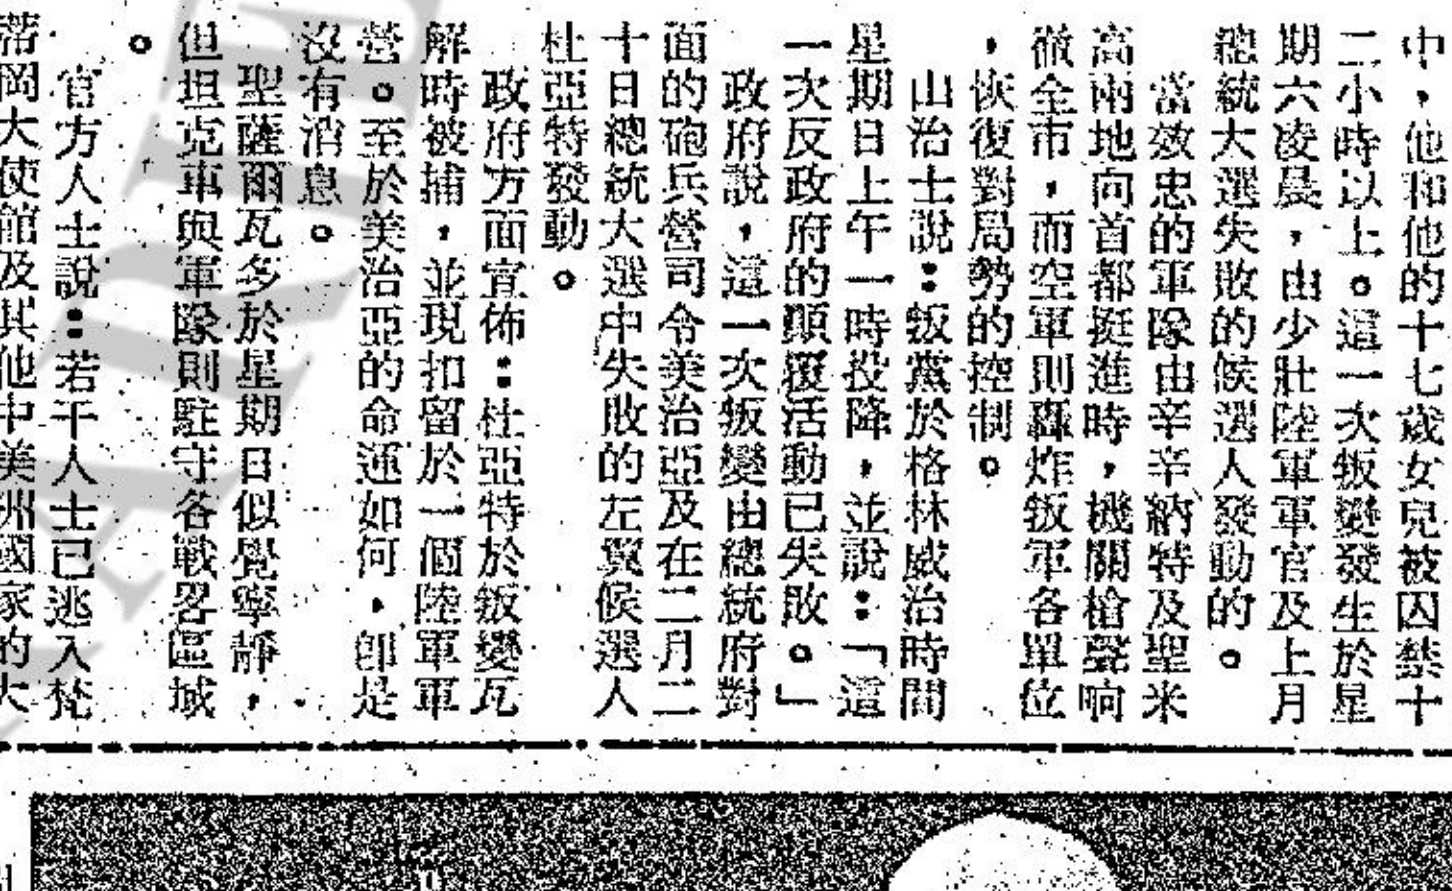 中，他和他的十七歲女兒被囚禁十
二小時以上。這一次叛變發生於星
期六凌晨，由少壯陸軍軍官及上月
總統大選失敗的候選人發動的。
當效忠的軍隊由辛辛納特及聖米
高兩地向首都挺進時，機關槍聲响
徹全市，而空軍則轟炸叛軍各單位
，恢復對局勢的控制。
山治士說：叛黨於格林威治時間
星期日上午一時投降，並說：「這
一次反政府的顛覆活動已失敗。」
政府說，這一次叛變由總統府對
面的砲兵營司令美治亞及在二月二
十日總統大選中失敗的左翼候選人
杜亞特發動。
政府方面宣佈：杜亞特於叛變瓦
解時被捕，並現扣留於一個陸軍軍
營。至於美治亞的命運如何，卽是
沒有消息。
聖薩爾瓦多於星期日似覺寧靜，
但坦克車與軍隊則駐守各戰畧區域
。
官方人士說：若干人士已逃入梵
蒂岡大使館及其他中美洲國家的大